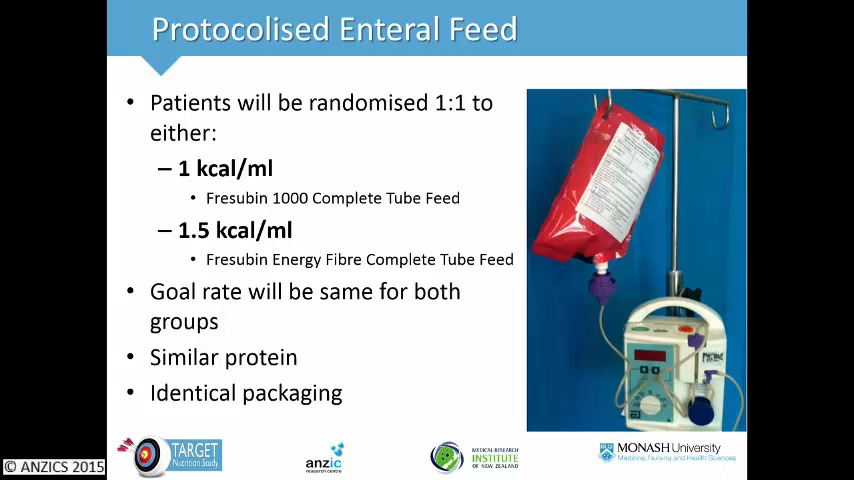 Protocolised Enteral Feed
• Patients will be randomised 1:1 to
either:
– 1 kcal/ml
• Fresubin 1000 Complete Tube Feed
– 1.5 kcal/ml
• Fresubin Energy Fibre Complete Tube Feed
• Goal rate will be same for both
groups
• Similar protein
• Identical packaging
© ANZICS 2015
TARGET
Nutrition Study
anzic
research centre
MEDICAL RESEARCH
INSTITUTE
OF NEW ZEALAND
MONASH University
Medicine, Nursing and Health Sciences